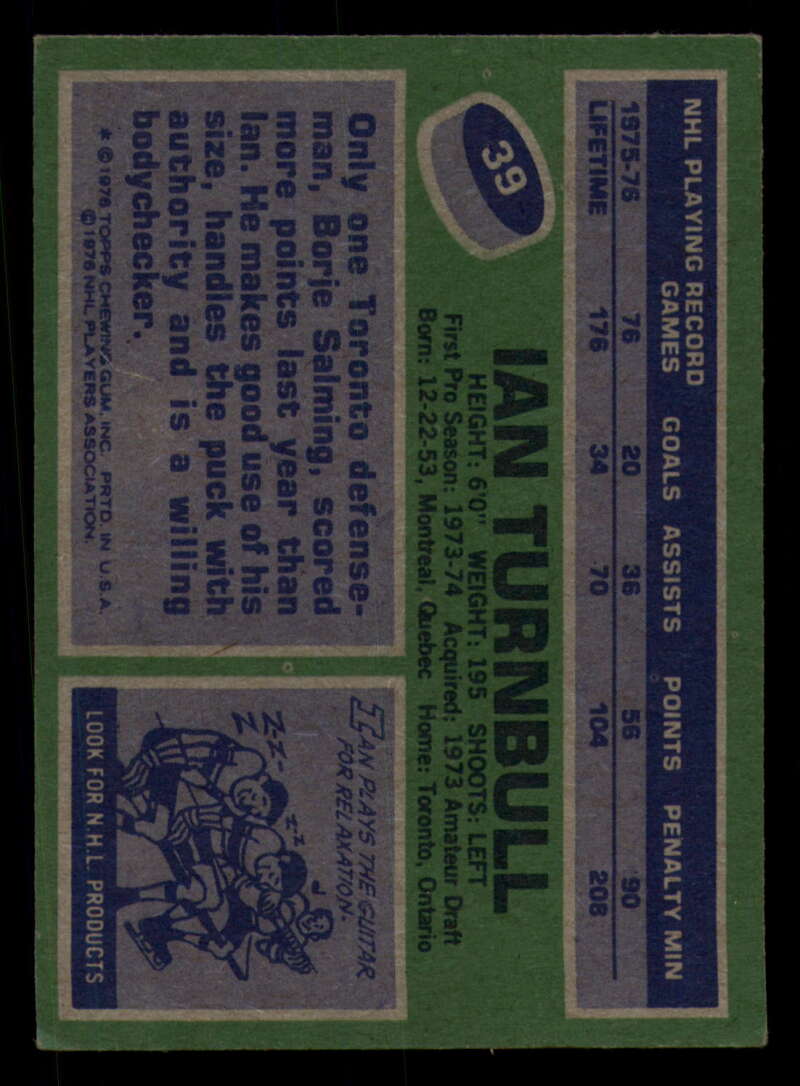 NHL PLAYING RECORD
GAMES GOALS ASSISTS POINTS PENALTY MIN
1975-76 76 20 36 56 90
LIFETIME 176 34 70 104 208
39
IAN TURNBULL
HEIGHT: 6'0" WEIGHT: 195 SHOOTS: LEFT
First Pro Season: 1973-74 Acquired: 1973 Amateur Draft
Born: 12-22-53, Montreal, Quebec Home: Toronto, Ontario
Only one Toronto defense-
man, Borje Salming, scored
more points last year than
Ian. He makes good use of his
size, handles the puck with
authority and is a willing
bodychecker.
* © 1976 TOPPS CHEWING GUM, INC. PRTD. IN U.S.A.
© 1976 NHL PLAYERS ASSOCIATION.
IAN PLAYS THE GUITAR
FOR RELAXATION.
Z-Z-Z-
Z
Z Z
LOOK FOR N.H.L. PRODUCTS